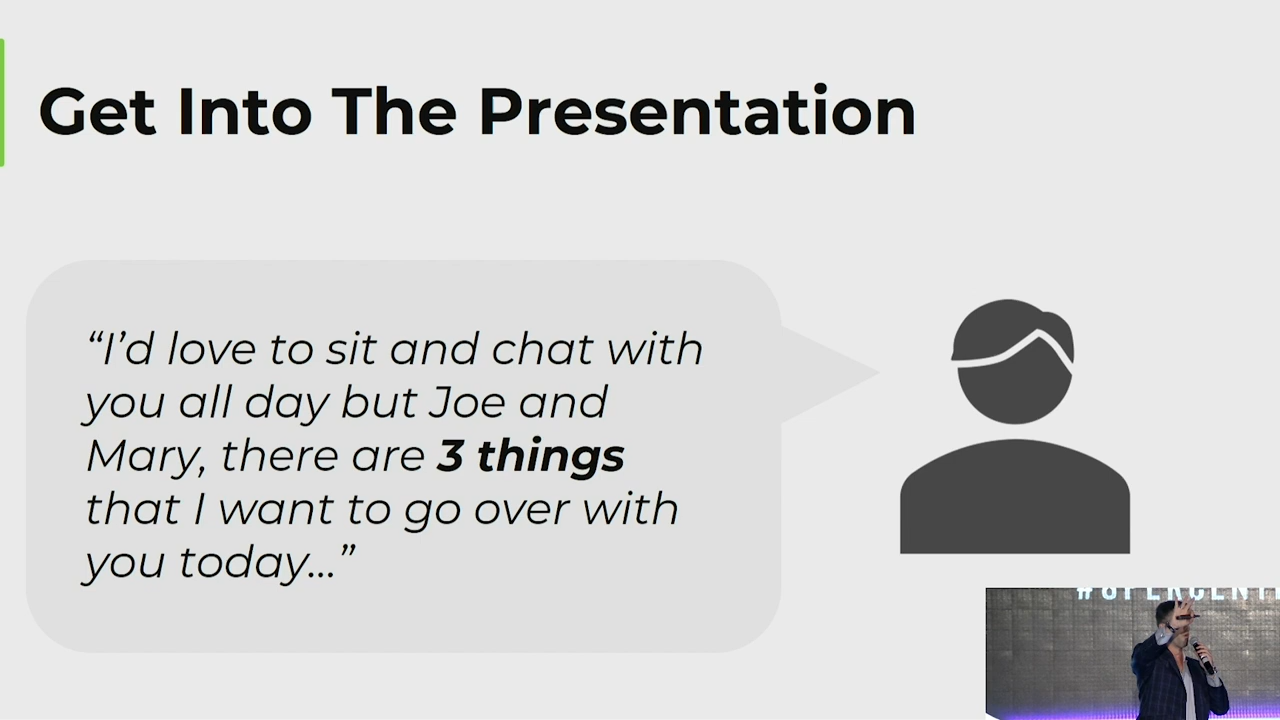 Get Into The Presentation
“I’d love to sit and chat with
you all day but Joe and
Mary, there are 3 things
that I want to go over with
you today...”